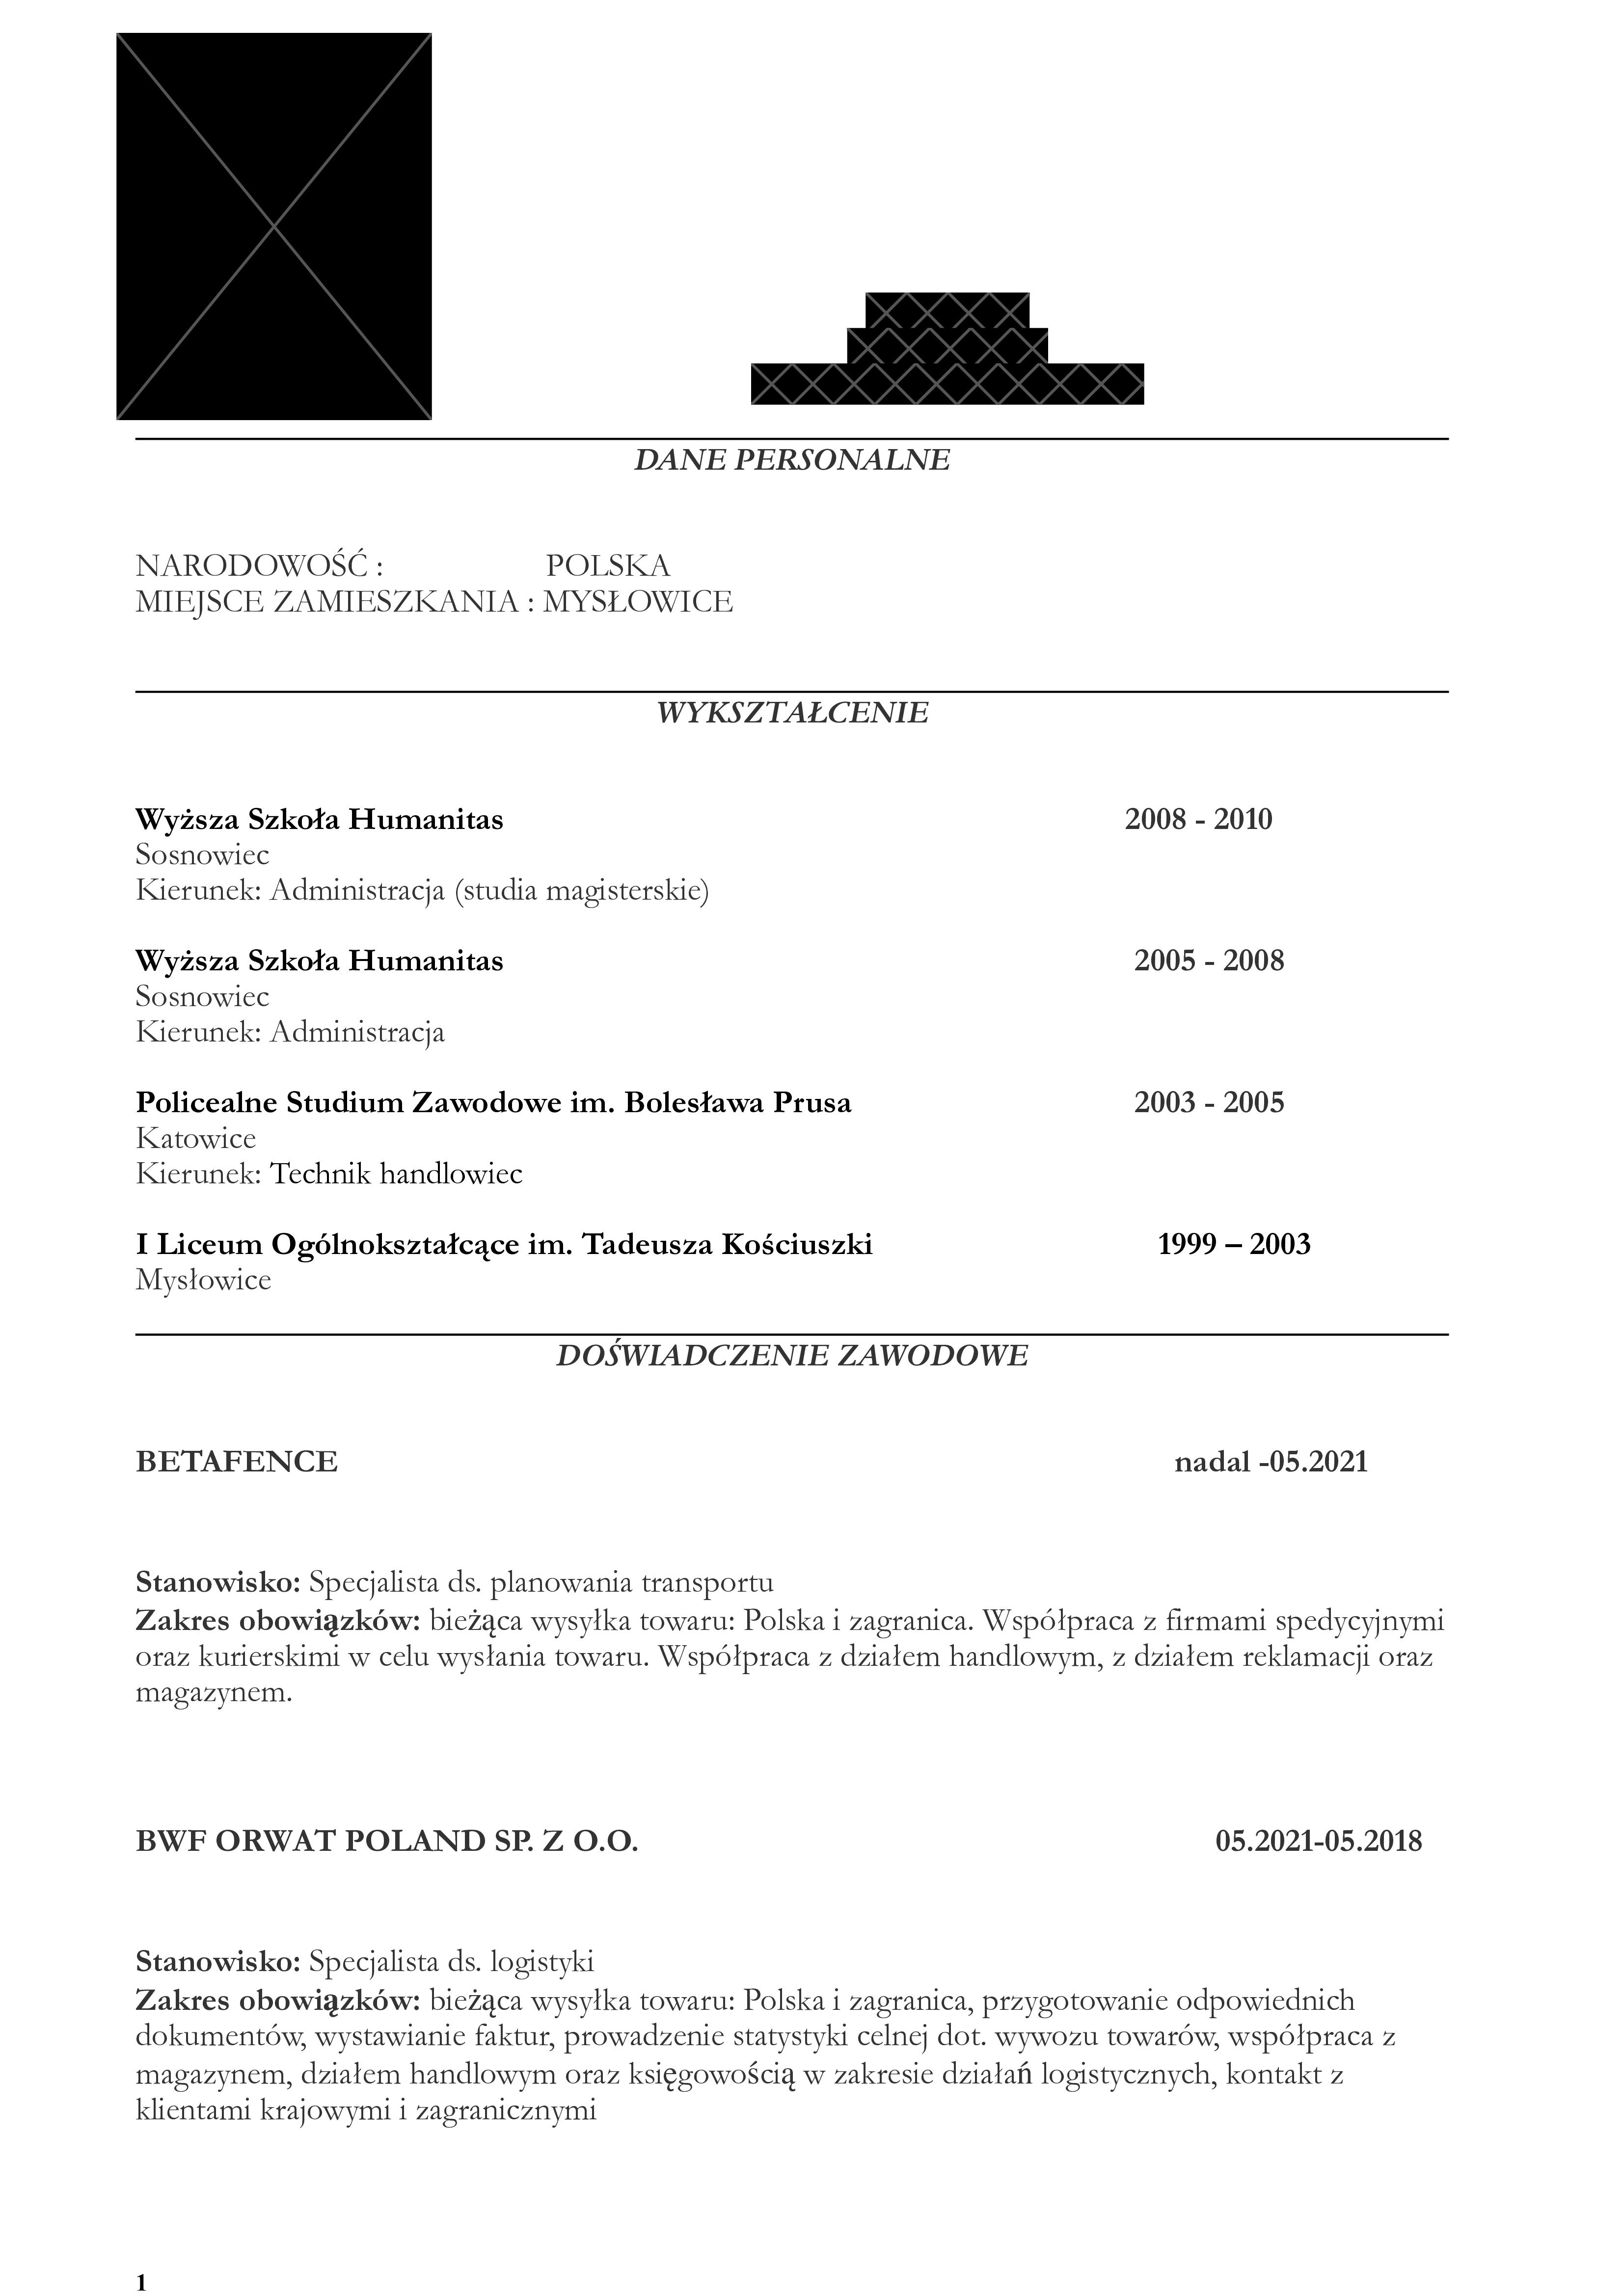 DANE PERSONALNE
NARODOWOŚĆ : POLSKA
MIEJSCE ZAMIESZKANIA : MYSŁOWICE
WYKSZTAŁCENIE
Wyższa Szkoła Humanitas 2008 - 2010
Sosnowiec
Kierunek: Administracja (studia magisterskie)
Wyższa Szkoła Humanitas 2005 - 2008
Sosnowiec
Kierunek: Administracja
Policealne Studium Zawodowe im. Bolesława Prusa 2003 - 2005
Katowice
Kierunek: Technik handlowiec
I Liceum Ogólnokształcące im. Tadeusza Kościuszki 1999 – 2003
Mysłowice
DOŚWIADCZENIE ZAWODOWE
BETAFENCE nadal -05.2021
Stanowisko: Specjalista ds. planowania transportu
Zakres obowiązków: bieżąca wysyłka towaru: Polska i zagranica. Współpraca z firmami spedycyjnymi
oraz kurierskimi w celu wysłania towaru. Współpraca z działem handlowym, z działem reklamacji oraz
magazynem.
BWF ORWAT POLAND SP. Z O.O. 05.2021-05.2018
Stanowisko: Specjalista ds. logistyki
Zakres obowiązków: bieżąca wysyłka towaru: Polska i zagranica, przygotowanie odpowiednich
dokumentów, wystawianie faktur, prowadzenie statystyki celnej dot. wywozu towarów, współpraca z
magazynem, działem handlowym oraz księgowością w zakresie działań logistycznych, kontakt z
klientami krajowymi i zagranicznymi
1